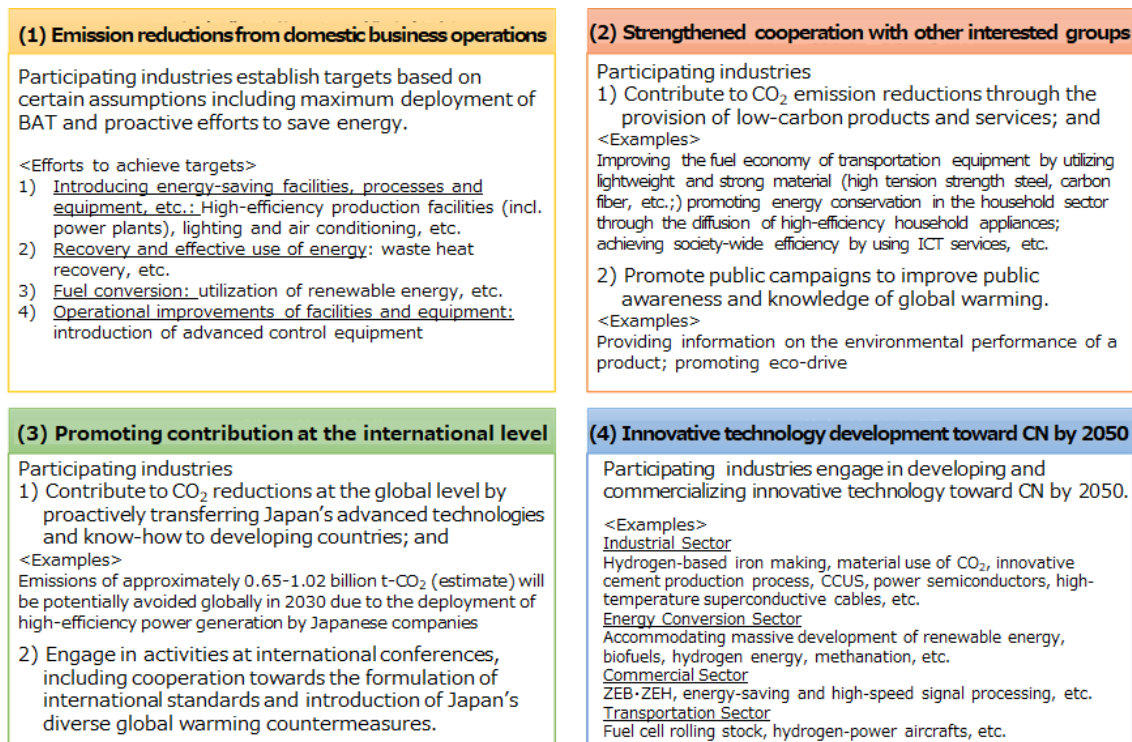 (1) Emission reductions from domestic business operations
Participating industries establish targets based on
certain assumptions including maximum deployment of
BAT and proactive efforts to save energy.
<Efforts to achieve targets>
1) Introducing energy-saving facilities, processes and
equipment, etc.: High-efficiency production facilities (incl.
power plants), lighting and air conditioning, etc.
2) Recovery and effective use of energy: waste heat
recovery, etc.
3) Fuel conversion: utilization of renewable energy, etc.
4) Operational improvements of facilities and equipment:
introduction of advanced control equipment
(2) Strengthened cooperation with other interested groups
Participating industries
1) Contribute to CO₂ emission reductions through the
provision of low-carbon products and services; and
<Examples>
Improving the fuel economy of transportation equipment by utilizing
lightweight and strong material (high tension strength steel, carbon
fiber, etc.;) promoting energy conservation in the household sector
through the diffusion of high-efficiency household appliances;
achieving society-wide efficiency by using ICT services, etc.
2) Promote public campaigns to improve public
awareness and knowledge of global warming.
<Examples>
Providing information on the environmental performance of a
product; promoting eco-drive
(3) Promoting contribution at the international level
Participating industries
1) Contribute to CO₂ reductions at the global level by
proactively transferring Japan's advanced technologies
and know-how to developing countries; and
<Examples>
Emissions of approximately 0.65-1.02 billion t-CO₂ (estimate) will
be potentially avoided globally in 2030 due to the deployment of
high-efficiency power generation by Japanese companies
2) Engage in activities at international conferences,
including cooperation towards the formulation of
international standards and introduction of Japan's
diverse global warming countermeasures.
(4) Innovative technology development toward CN by 2050
Participating industries engage in developing and
commercializing innovative technology toward CN by 2050.
<Examples>
Industrial Sector
Hydrogen-based iron making, material use of CO₂, innovative
cement production process, CCUS, power semiconductors, high-
temperature superconductive cables, etc.
Energy Conversion Sector
Accommodating massive development of renewable energy,
biofuels, hydrogen energy, methanation, etc.
Commercial Sector
ZEB・ZEH, energy-saving and high-speed signal processing, etc.
Transportation Sector
Fuel cell rolling stock, hydrogen-power aircrafts, etc.